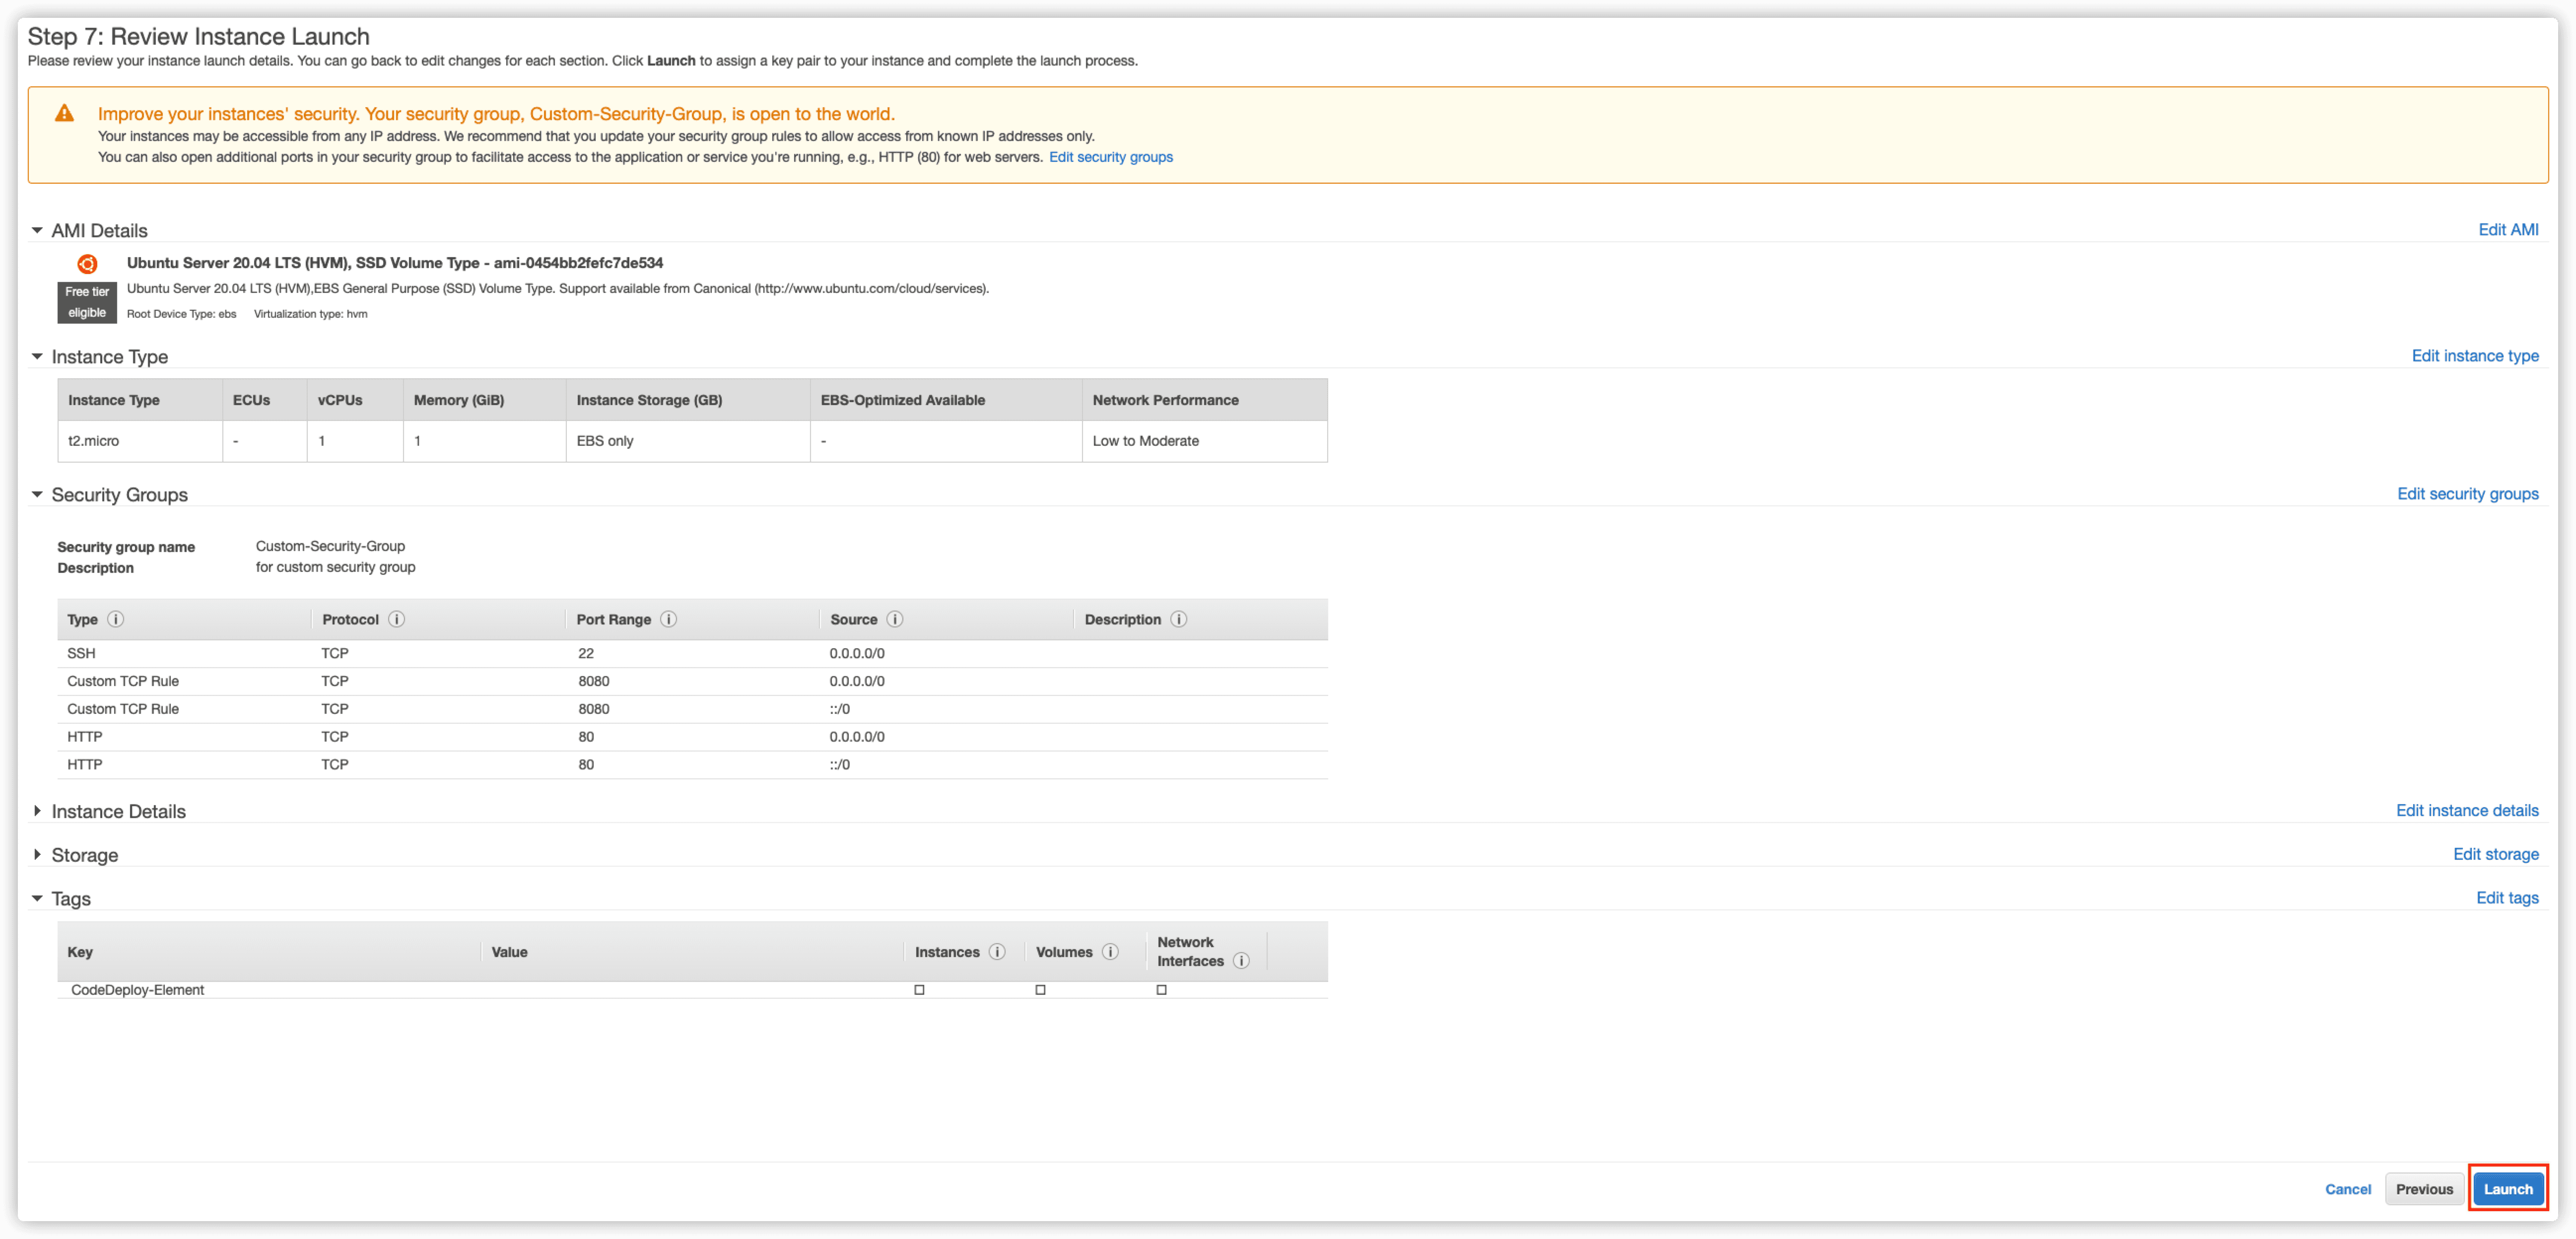 Step 7: Review Instance Launch
Please review your instance launch details. You can go back to edit changes for each section. Click Launch to assign a key pair to your instance and complete the launch process.
Improve your instances' security. Your security group, Custom-Security-Group, is open to the world.
Your instances may be accessible from any IP address. We recommend that you update your security group rules to allow access from known IP addresses only.
You can also open additional ports in your security group to facilitate access to the application or service you're running, e.g., HTTP (80) for web servers. Edit security groups
AMI Details Edit AMI
Ubuntu Server 20.04 LTS (HVM), SSD Volume Type - ami-0454bb2fefc7de534
Free tier eligible
Ubuntu Server 20.04 LTS (HVM),EBS General Purpose (SSD) Volume Type. Support available from Canonical (http://www.ubuntu.com/cloud/services).
Root Device Type: ebs Virtualization type: hvm
Instance Type Edit instance type
Instance Type ECUs vCPUs Memory (GiB) Instance Storage (GB) EBS-Optimized Available Network Performance
t2.micro - 1 1 EBS only - Low to Moderate
Security Groups Edit security groups
Security group name Custom-Security-Group
Description for custom security group
Type Protocol Port Range Source Description
SSH TCP 22 0.0.0.0/0
Custom TCP Rule TCP 8080 0.0.0.0/0
Custom TCP Rule TCP 8080 ::/0
HTTP TCP 80 0.0.0.0/0
HTTP TCP 80 ::/0
Instance Details Edit instance details
Storage Edit storage
Tags Edit tags
Key Value Instances Volumes Network Interfaces
CodeDeploy-Element
Cancel Previous Launch